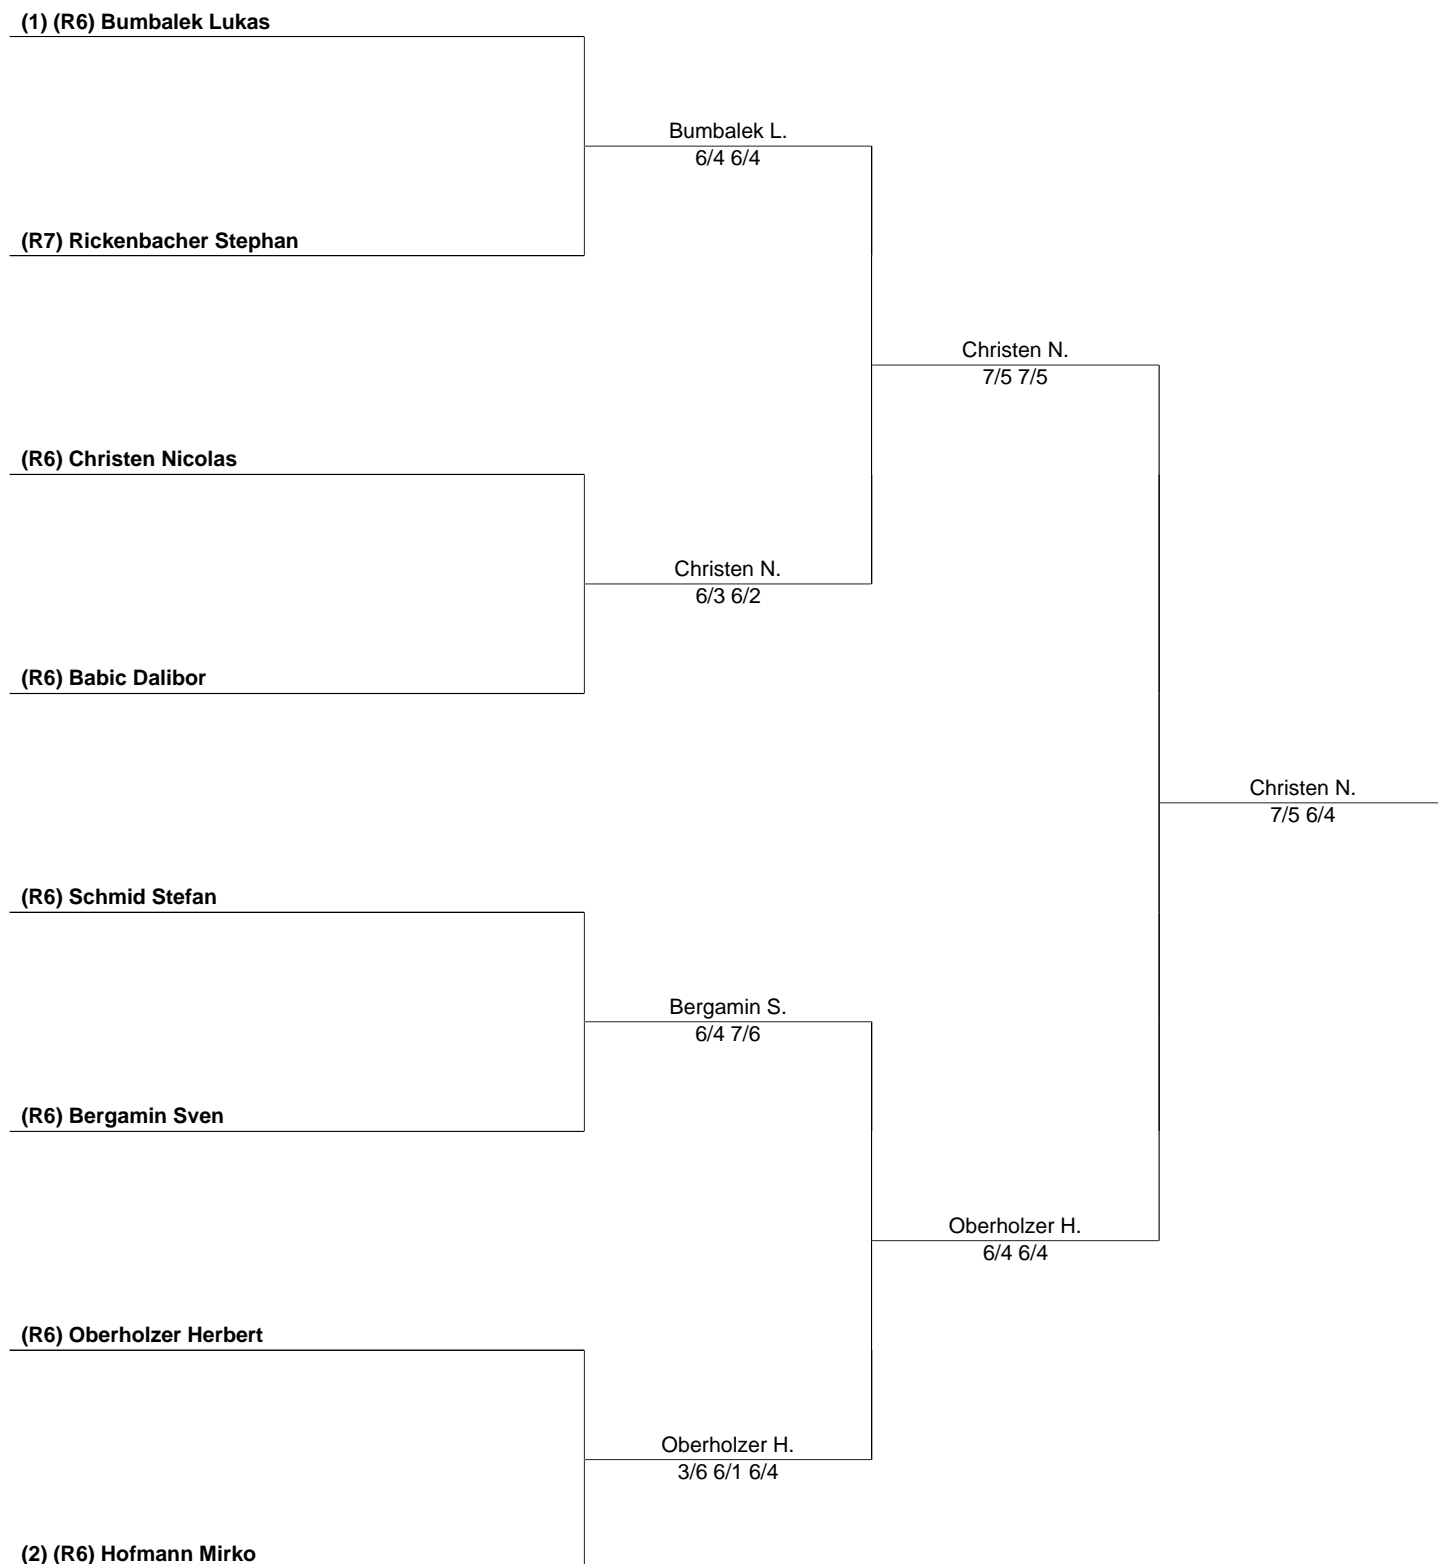 (1) (R6) Bumbalek Lukas
Bumbalek L.
6/4 6/4
(R7) Rickenbacher Stephan
Christen N.
7/5 7/5
(R6) Christen Nicolas
Christen N.
6/3 6/2
(R6) Babic Dalibor
Christen N.
7/5 6/4
(R6) Schmid Stefan
Bergamin S.
6/4 7/6
(R6) Bergamin Sven
Oberholzer H.
6/4 6/4
(R6) Oberholzer Herbert
Oberholzer H.
3/6 6/1 6/4
(2) (R6) Hofmann Mirko